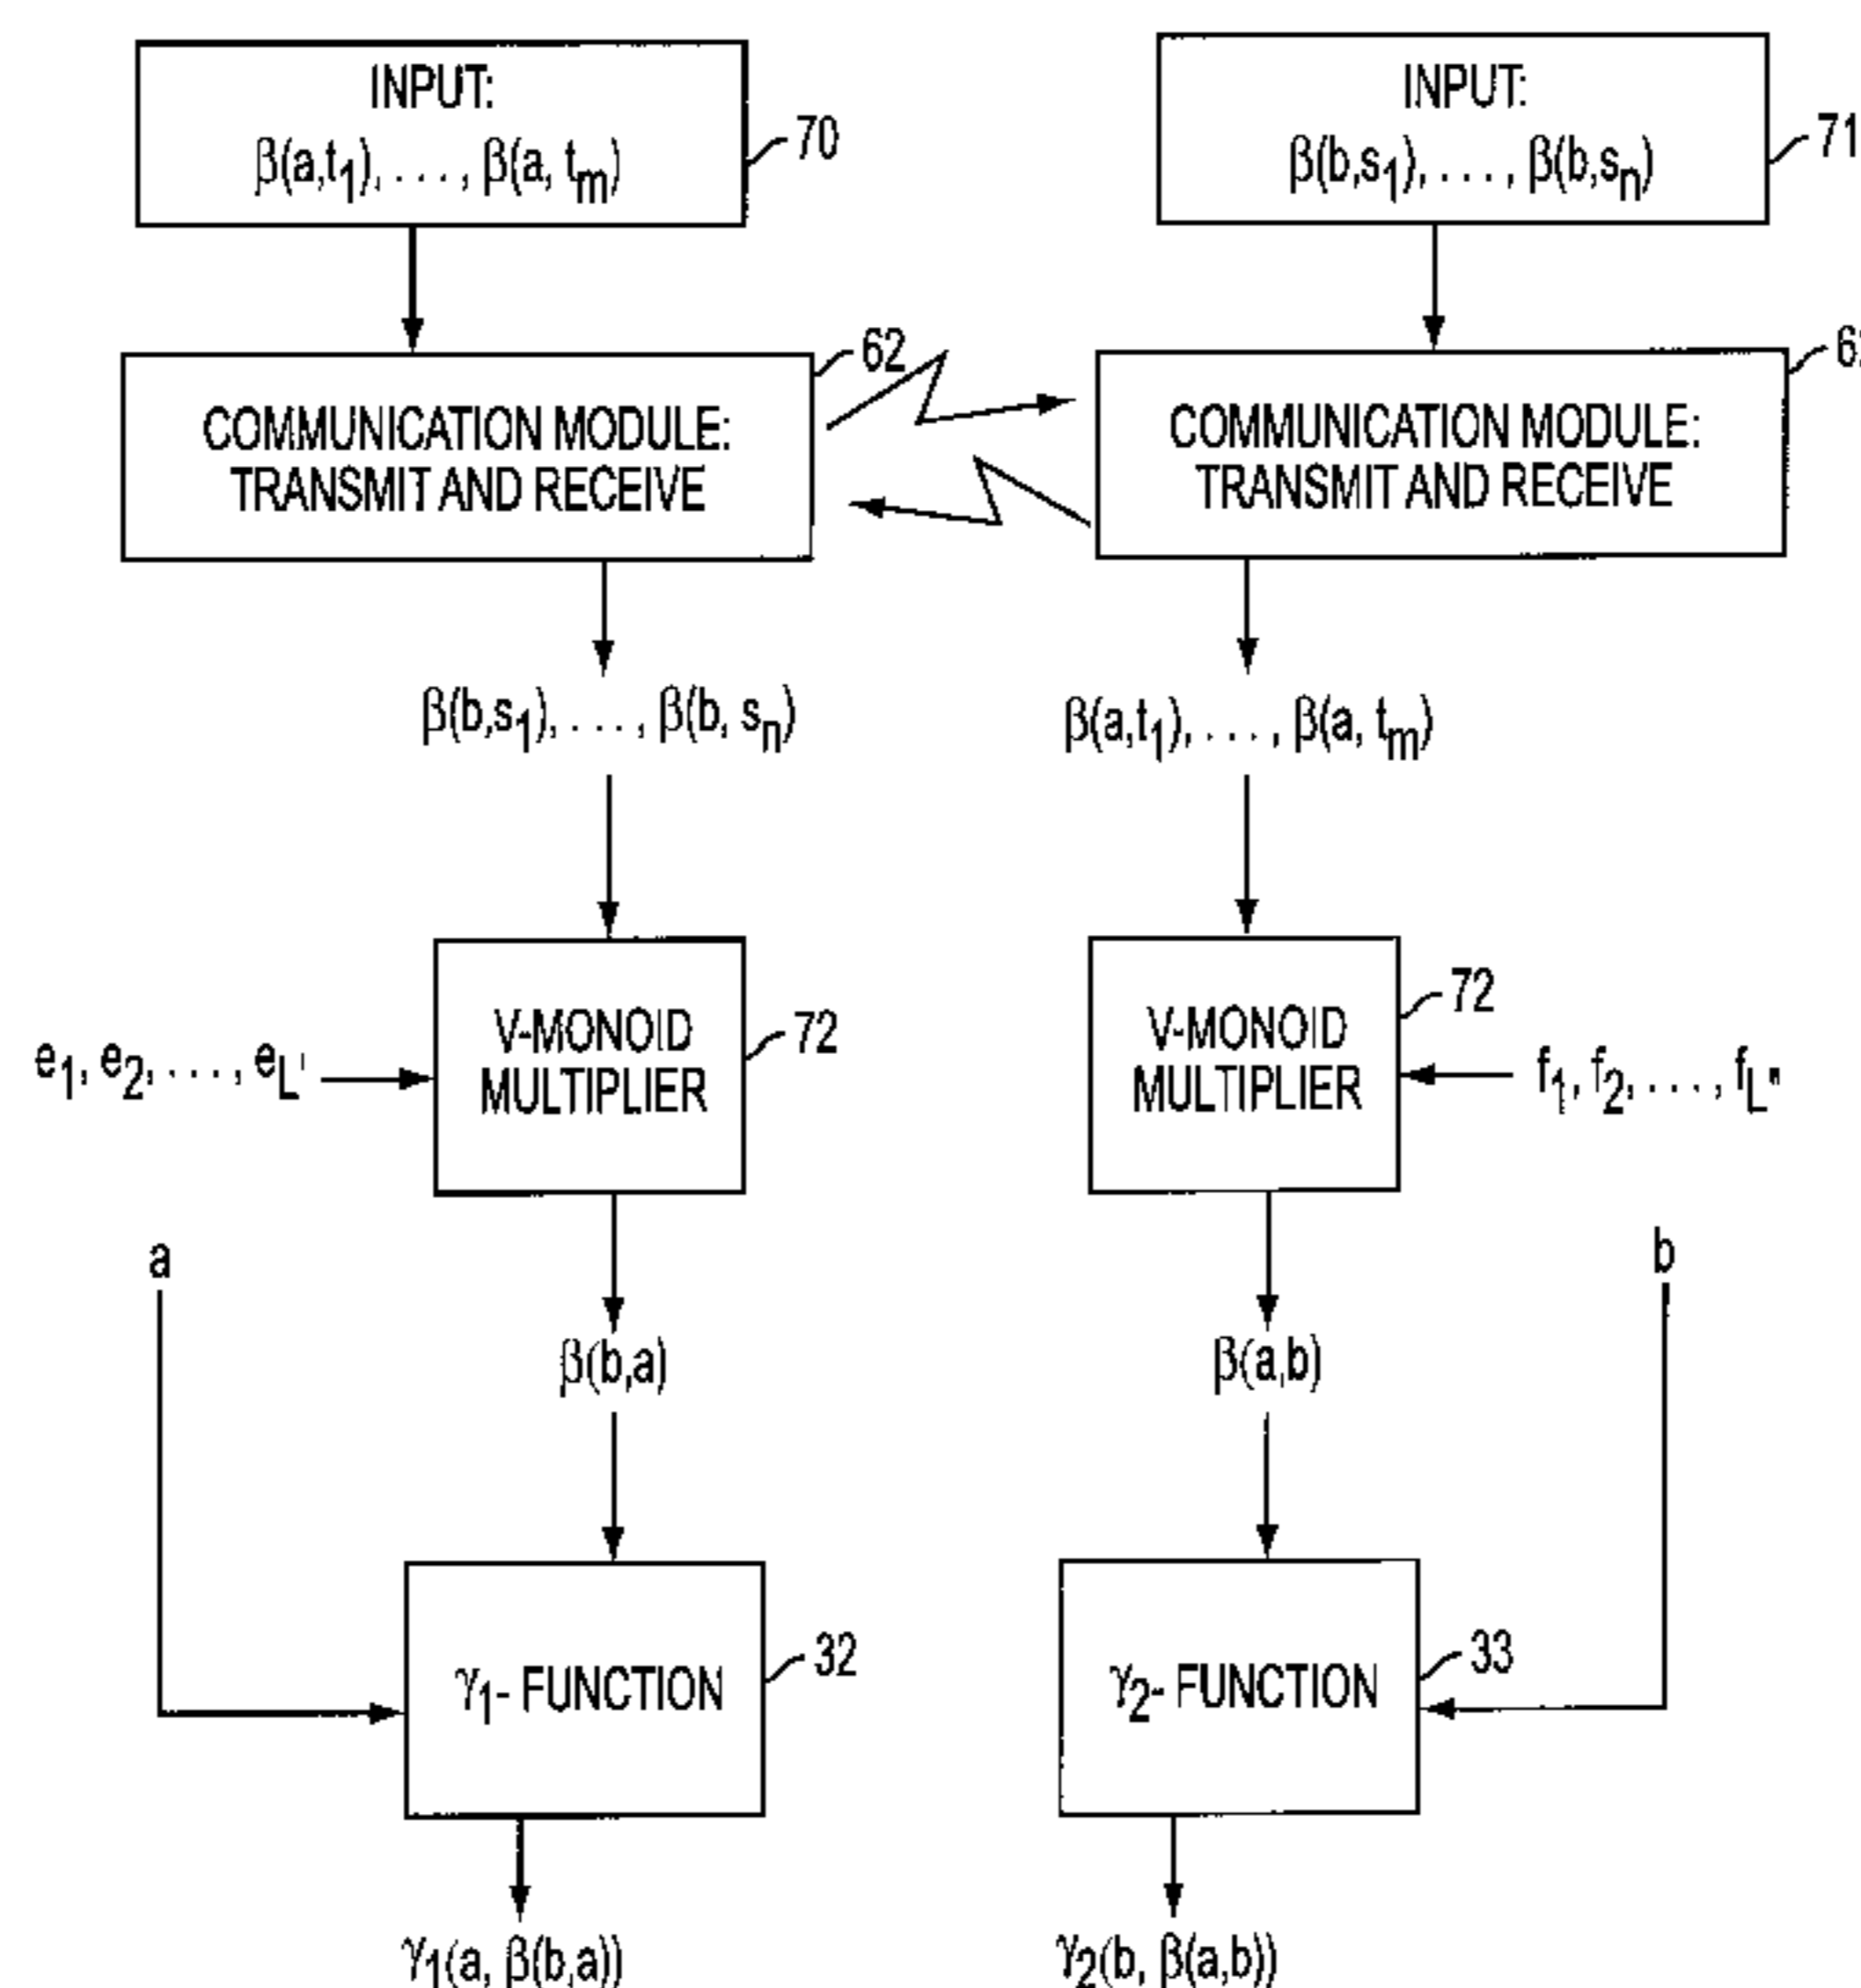 INPUT:
β(a,t1), . . . , β(a, tm)
70
INPUT:
β(b,s1), . . . , β(b,sn)
71
62
COMMUNICATION MODULE:
TRANSMIT AND RECEIVE
COMMUNICATION MODULE:
TRANSMIT AND RECEIVE
β(b,s1), . . . , β(b, sn)
β(a,t1), . . . , β(a, tm)
e1, e2, . . . , eL'
V-MONOID
MULTIPLIER
72
V-MONOID
MULTIPLIER
72
f1, f2, . . . , fL"
a
β(b,a)
β(a,b)
b
γ1- FUNCTION
32
γ2- FUNCTION
33
γ1(a, β(b,a))
γ2(b, β(a,b))